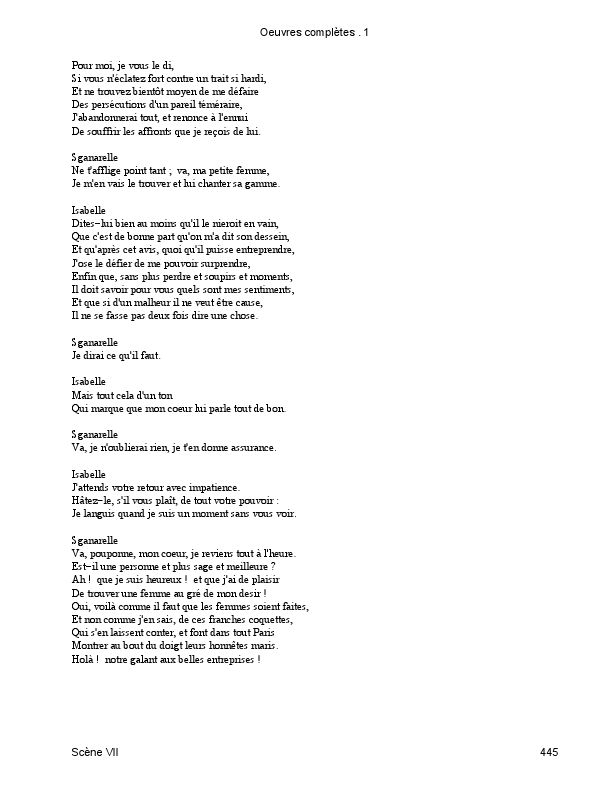 Oeuvres complètes . 1
Pour moi, je vous le di,
Si vous n'éclatez fort contre un trait si hardi,
Et ne trouvez bientôt moyen de me défaire
Des persécutions d'un pareil téméraire,
J'abandonnerai tout, et renonce à l'ennui
De souffrir les affronts que je reçois de lui.
Sganarelle
Ne t'afflige point tant ; va, ma petite femme,
Je m'en vais le trouver et lui chanter sa gamme.
Isabelle
Dites-lui bien au moins qu'il le nieroit en vain,
Que c'est de bonne part qu'on m'a dit son dessein,
Et qu'après cet avis, quoi qu'il puisse entreprendre,
J'ose le défier de me pouvoir surprendre,
Enfin que, sans plus perdre et soupirs et moments,
Il doit savoir pour vous quels sont mes sentiments,
Et que si d'un malheur il ne veut être cause,
Il ne se fasse pas deux fois dire une chose.
Sganarelle
Je dirai ce qu'il faut.
Isabelle
Mais tout cela d'un ton
Qui marque que mon coeur lui parle tout de bon.
Sganarelle
Va, je n'oublierai rien, je t'en donne assurance.
Isabelle
J'attends votre retour avec impatience.
Hâtez-le, s'il vous plaît, de tout votre pouvoir :
Je languis quand je suis un moment sans vous voir.
Sganarelle
Va, pouponne, mon coeur, je reviens tout à l'heure.
Est-il une personne et plus sage et meilleure ?
Ah ! que je suis heureux ! et que j'ai de plaisir
De trouver une femme au gré de mon desir !
Oui, voilà comme il faut que les femmes soient faites,
Et non comme j'en sais, de ces franches coquettes,
Qui s'en laissent conter, et font dans tout Paris
Montrer au bout du doigt leurs honnêtes maris.
Holà ! notre galant aux belles entreprises !
Scène VII
445